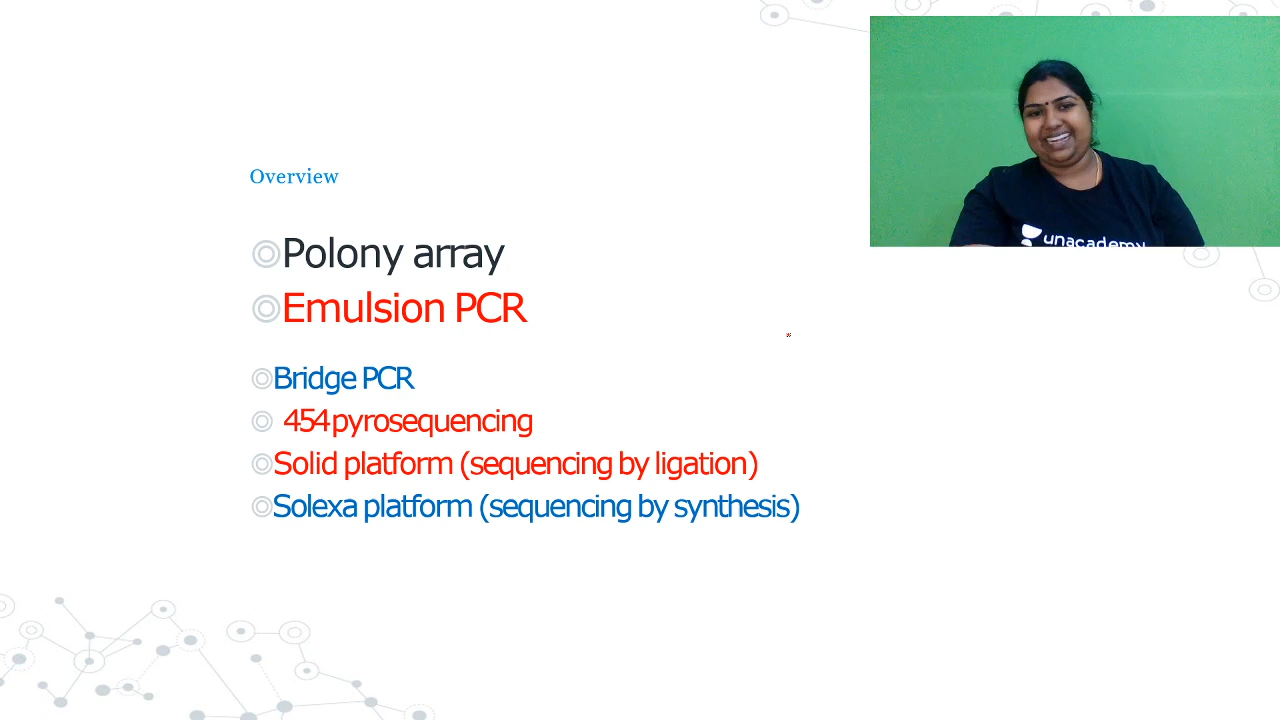 Overview
Polony array
Emulsion PCR
Bridge PCR
454 pyrosequencing
Solid platform (sequencing by ligation)
Solexa platform (sequencing by synthesis)
unacademy